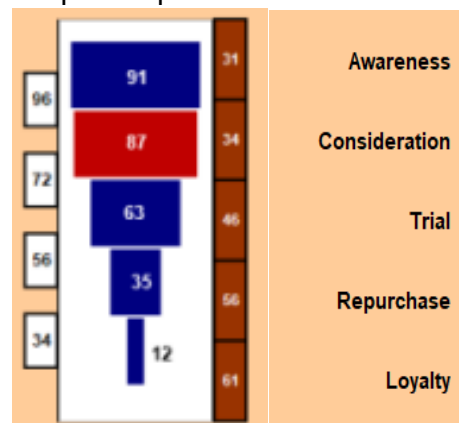 91 31 Awareness
96
87 34 Consideration
72
63 46 Trial
56
35 56 Repurchase
34
12 61 Loyalty